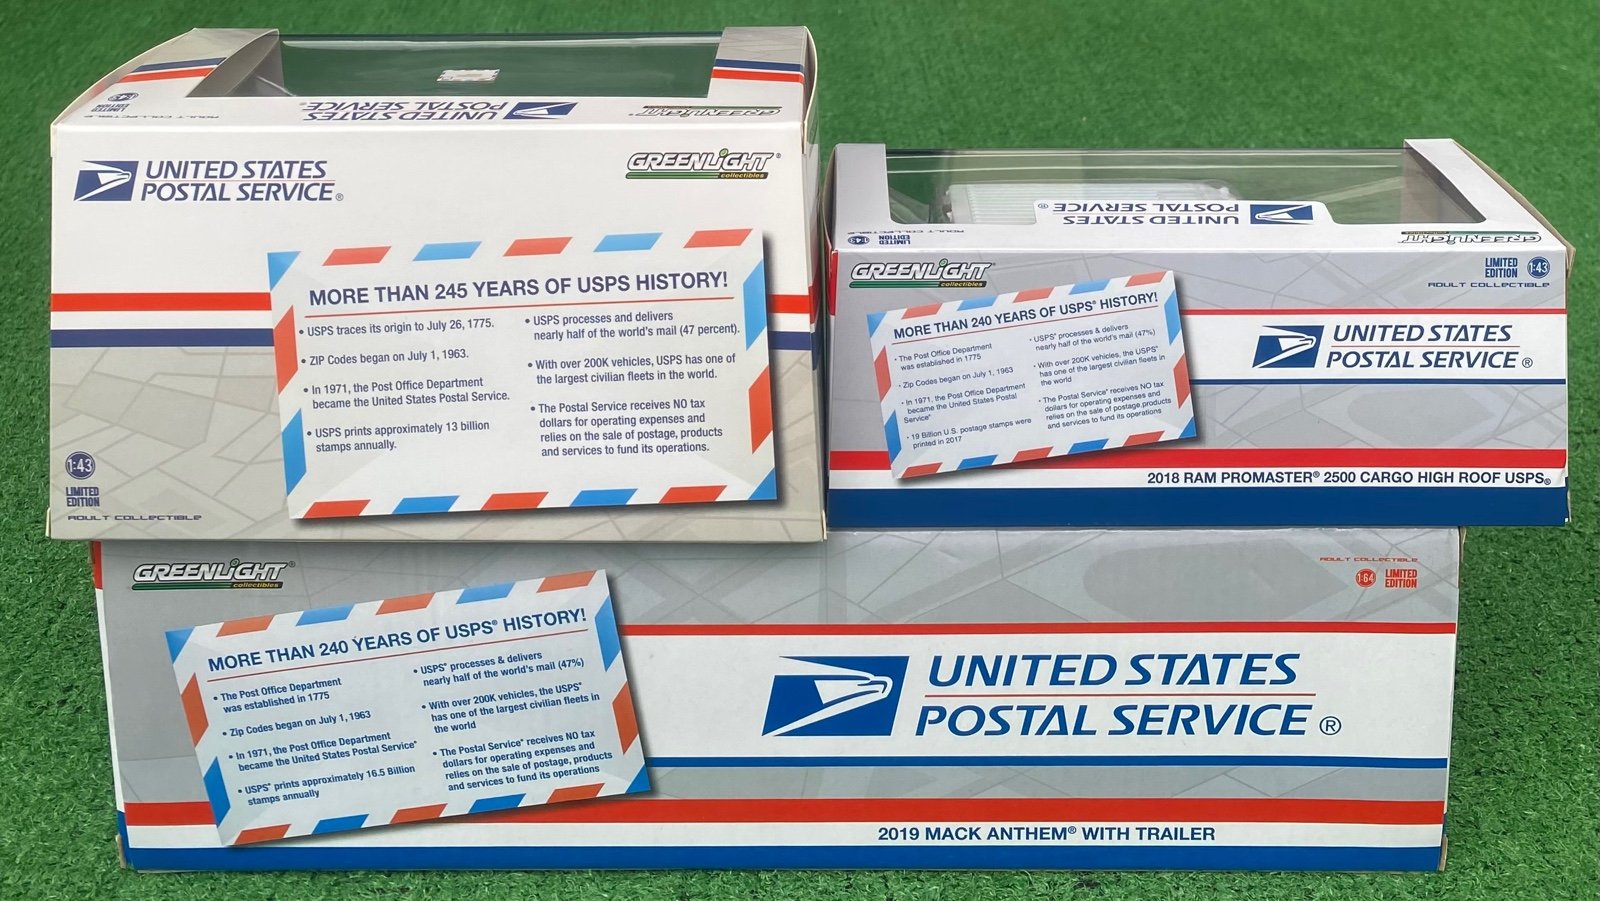 LIMITED
EDITION
1:43
ADULT COLLECTIBLE
UNITED STATES
POSTAL SERVICE®
GREENLIGHT
UNITED STATES
POSTAL SERVICE®
GREENLIGHT®
collectibles
MORE THAN 245 YEARS OF USPS HISTORY!
• USPS traces its origin to July 26, 1775.
• ZIP Codes began on July 1, 1963.
• In 1971, the Post Office Department
became the United States Postal Service.
• USPS prints approximately 13 billion
stamps annually.
• USPS processes and delivers
nearly half of the world's mail (47 percent).
• With over 200K vehicles, USPS has one of
the largest civilian fleets in the world.
• The Postal Service receives NO tax
dollars for operating expenses and
relies on the sale of postage, products
and services to fund its operations.
1:43
LIMITED
EDITION
ADULT COLLECTIBLE
UNITED STATES
POSTAL SERVICE®
LIMITED
EDITION
1:43
GREENLIGHT
GREENLIGHT®
collectibles
LIMITED
EDITION
1:43
ADULT COLLECTIBLE
MORE THAN 240 YEARS OF USPS® HISTORY!
• The Post Office Department
was established in 1775
• Zip Codes began on July 1, 1963
• In 1971, the Post Office Department
became the United States Postal
Service®
• 19 Billion U.S. postage stamps were
printed in 2017
• USPS® processes & delivers
nearly half of the world's mail (47%)
• With over 200K vehicles, the USPS®
has one of the largest civilian fleets in
the world
• The Postal Service® receives NO tax
dollars for operating expenses and
relies on the sale of postage,products
and services to fund its operations
UNITED STATES
POSTAL SERVICE®
2018 RAM PROMASTER® 2500 CARGO HIGH ROOF USPS®
GREENLIGHT®
collectibles
ADULT COLLECTIBLE
1:64
LIMITED
EDITION
MORE THAN 240 YEARS OF USPS® HISTORY!
• The Post Office Department
was established in 1775
• Zip Codes began on July 1, 1963
• In 1971, the Post Office Department
became the United States Postal Service®
• USPS® prints approximately 16.5 Billion
stamps annually
• USPS® processes & delivers
nearly half of the world's mail (47%)
• With over 200K vehicles, the USPS®
has one of the largest civilian fleets in
the world
• The Postal Service® receives NO tax
dollars for operating expenses and
relies on the sale of postage, products
and services to fund its operations
UNITED STATES
POSTAL SERVICE®
2019 MACK ANTHEM® WITH TRAILER